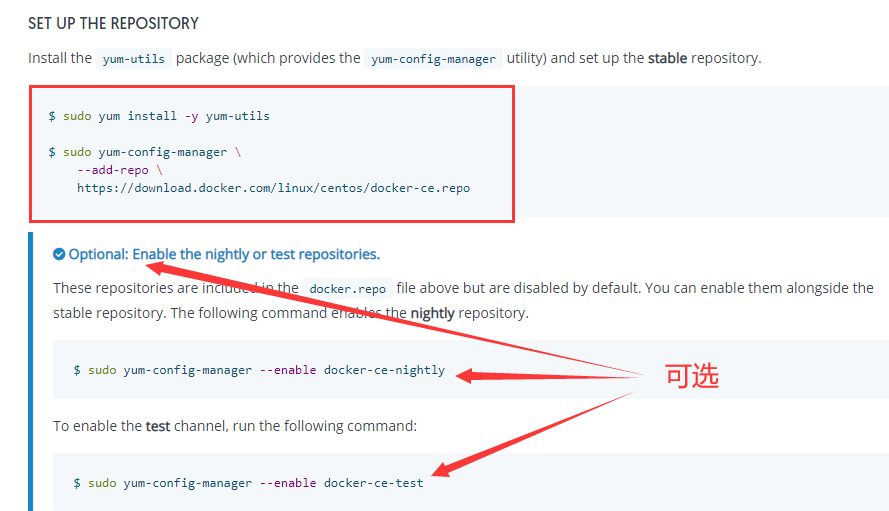 SET UP THE REPOSITORY
Install the yum-utils package (which provides the yum-config-manager utility) and set up the stable repository.
$ sudo yum install -y yum-utils
$ sudo yum-config-manager \
--add-repo \
https://download.docker.com/linux/centos/docker-ce.repo
Optional: Enable the nightly or test repositories.
These repositories are included in the docker.repo file above but are disabled by default. You can enable them alongside the
stable repository. The following command enables the nightly repository.
$ sudo yum-config-manager --enable docker-ce-nightly
可选
To enable the test channel, run the following command:
$ sudo yum-config-manager --enable docker-ce-test